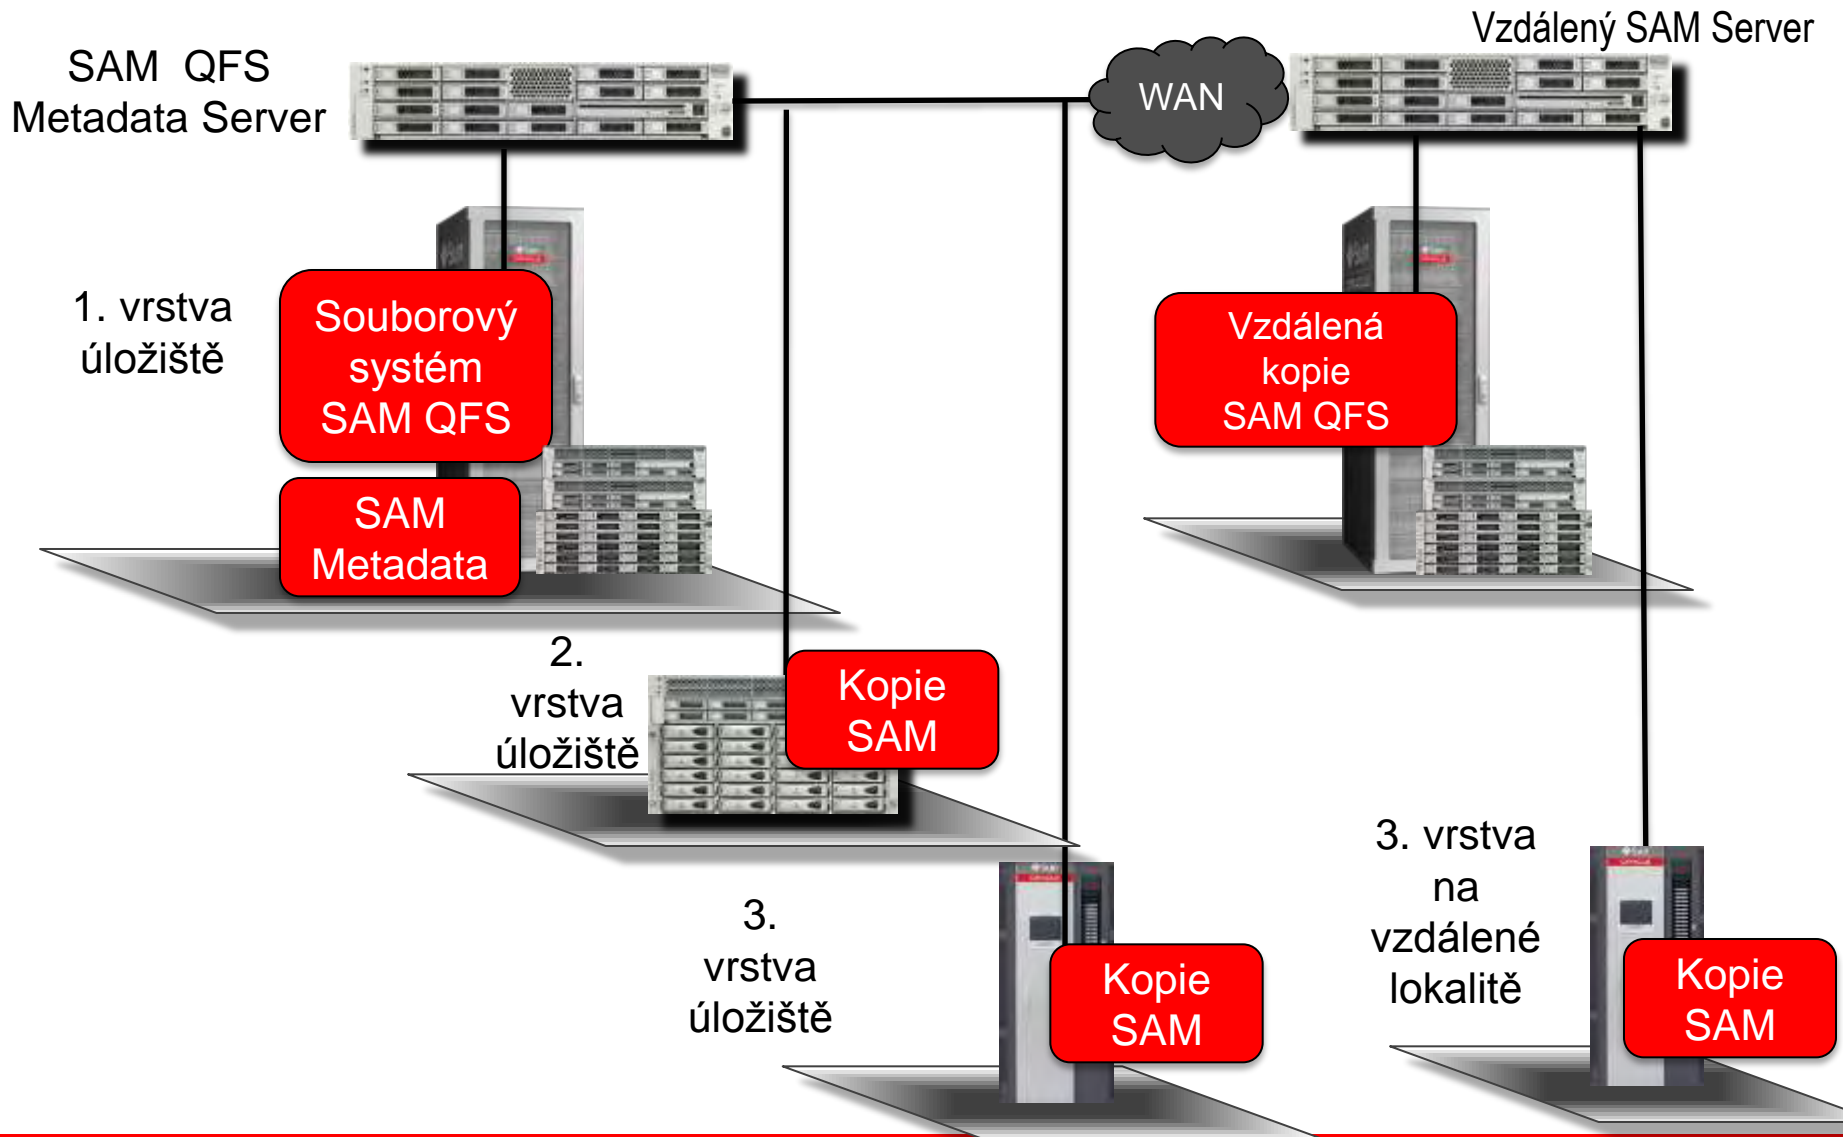 SAM QFS
Metadata Server
WAN
Vzdálený SAM Server
1. vrstva
úložiště
Souborový
systém
SAM QFS
SAM
Metadata
Vzdálená
kopie
SAM QFS
2.
vrstva
úložiště
Kopie
SAM
3.
vrstva
úložiště
Kopie
SAM
3. vrstva
na
vzdálené
lokalitě
Kopie
SAM